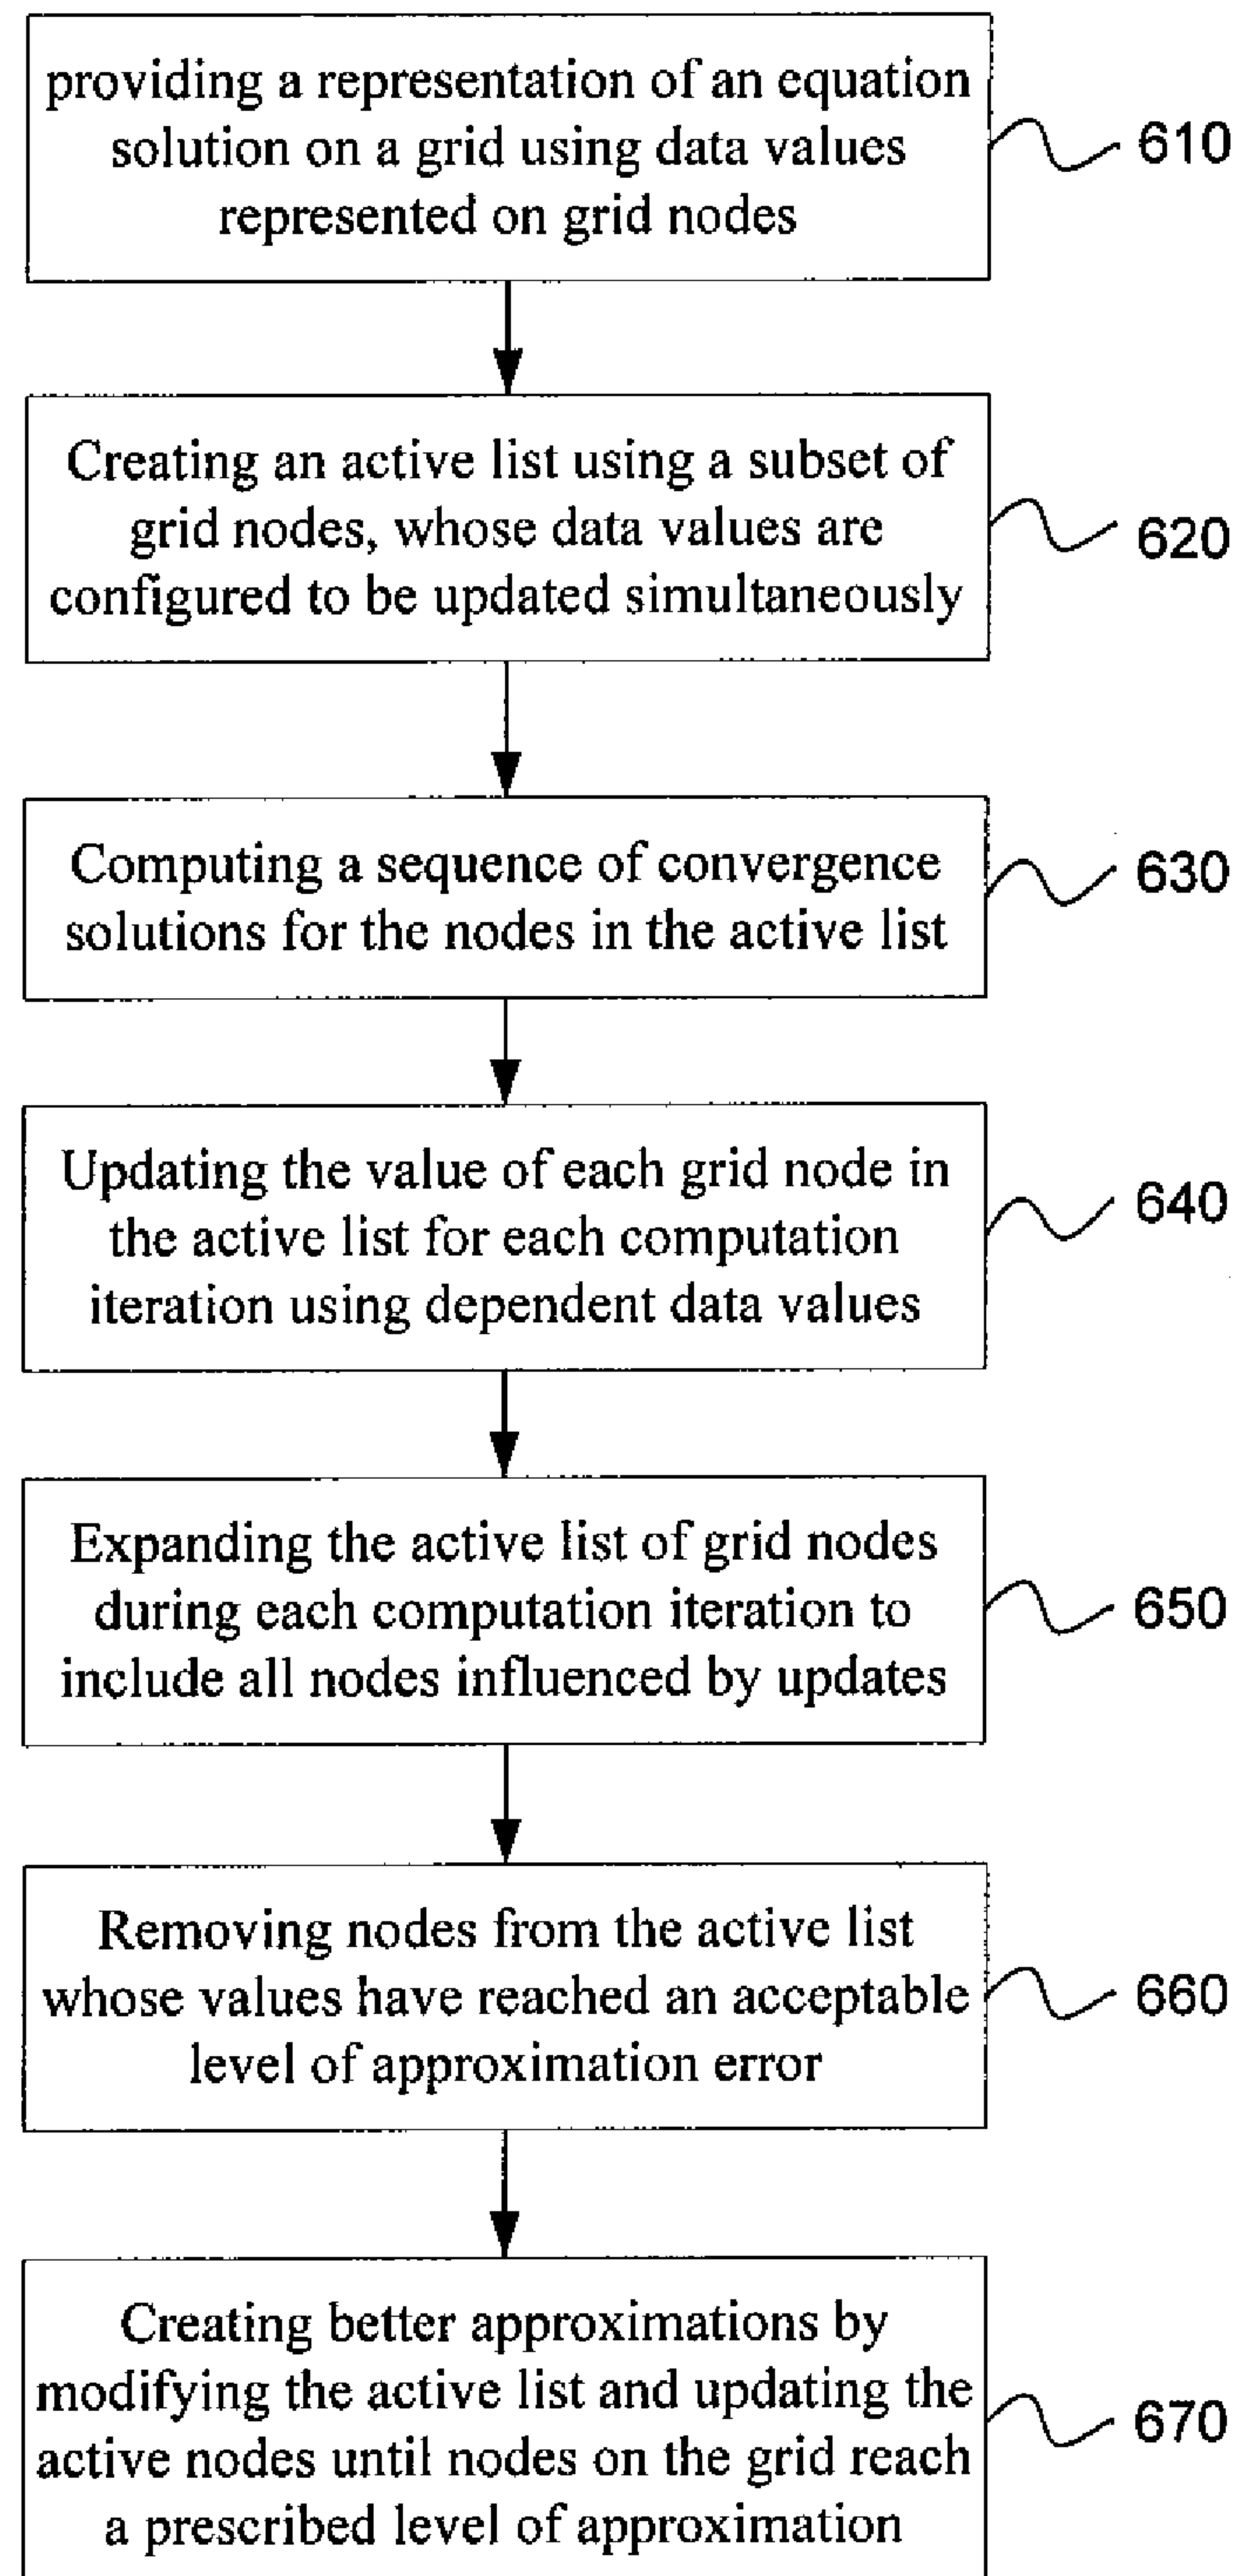 providing a representation of an equation
solution on a grid using data values
represented on grid nodes
610
Creating an active list using a subset of
grid nodes, whose data values are
configured to be updated simultaneously
620
Computing a sequence of convergence
solutions for the nodes in the active list
630
Updating the value of each grid node in
the active list for each computation
iteration using dependent data values
640
Expanding the active list of grid nodes
during each computation iteration to
include all nodes influenced by updates
650
Removing nodes from the active list
whose values have reached an acceptable
level of approximation error
660
Creating better approximations by
modifying the active list and updating the
active nodes until nodes on the grid reach
a prescribed level of approximation
670